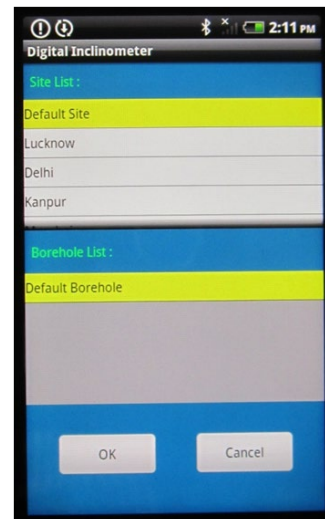 2:11 PM
Digital Inclinometer
Site List :
Default Site
Lucknow
Delhi
Kanpur
Borehole List :
Default Borehole
OK
Cancel